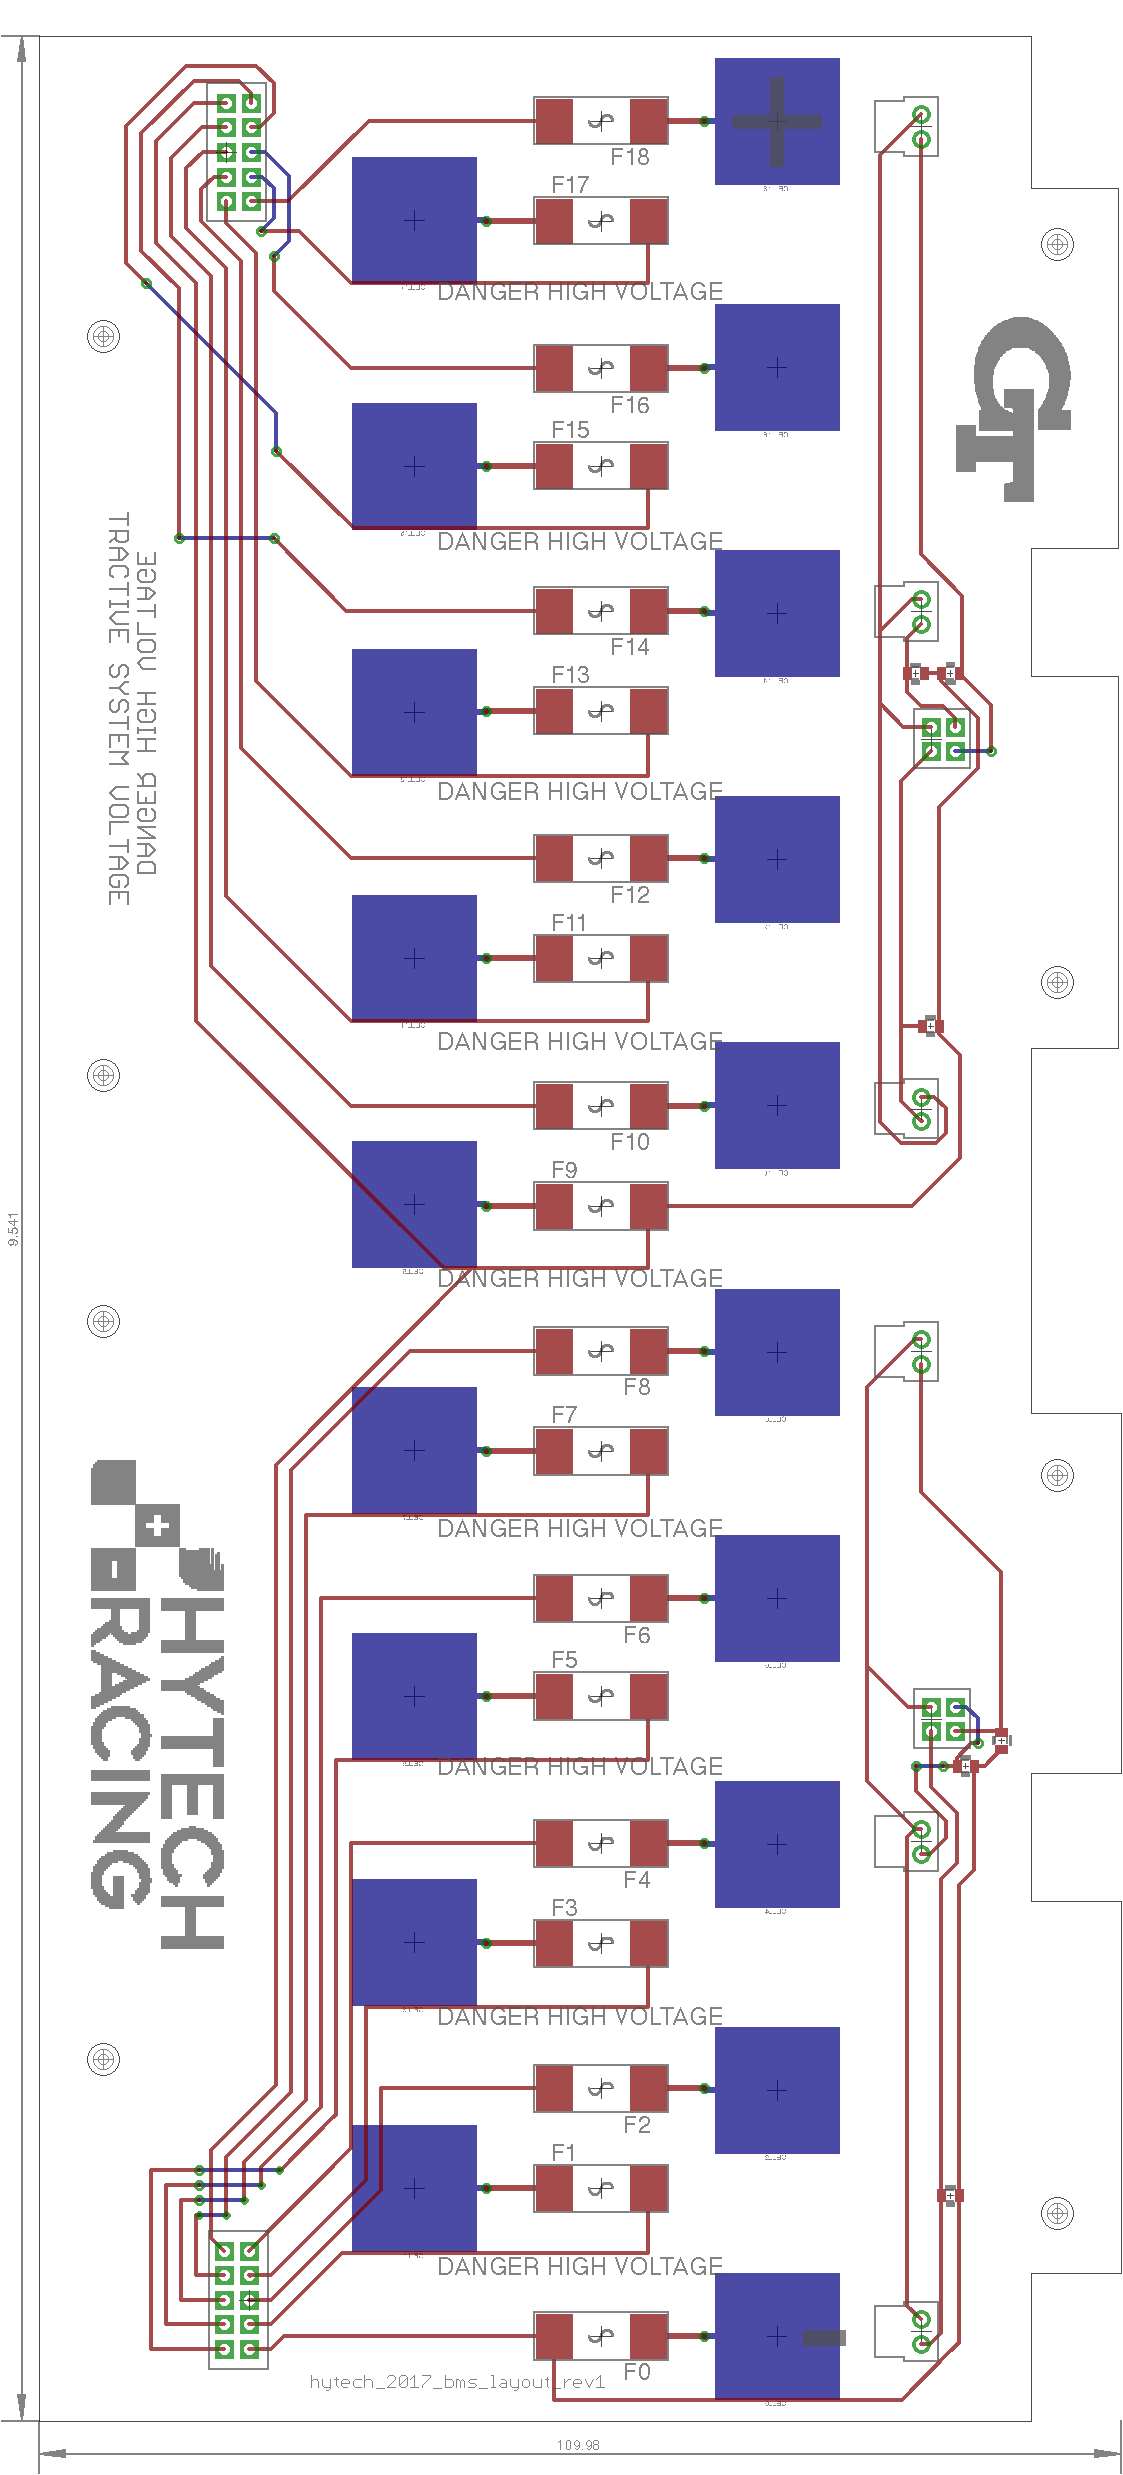 F18
F17
DANGER HIGH VOLTAGE
F16
F15
DANGER HIGH VOLTAGE
TRACTIVE SYSTEM VOLTAGE
DANGER HIGH VOLTAGE
F14
F13
DANGER HIGH VOLTAGE
F12
F11
DANGER HIGH VOLTAGE
F10
F9
9.541
DANGER HIGH VOLTAGE
F8
F7
DANGER HIGH VOLTAGE
F6
F5
DANGER HIGH VOLTAGE
HYTECH
RACING
F4
F3
DANGER HIGH VOLTAGE
F2
F1
DANGER HIGH VOLTAGE
F0
hytech_2017_bms_layout_rev1
109.98
GT